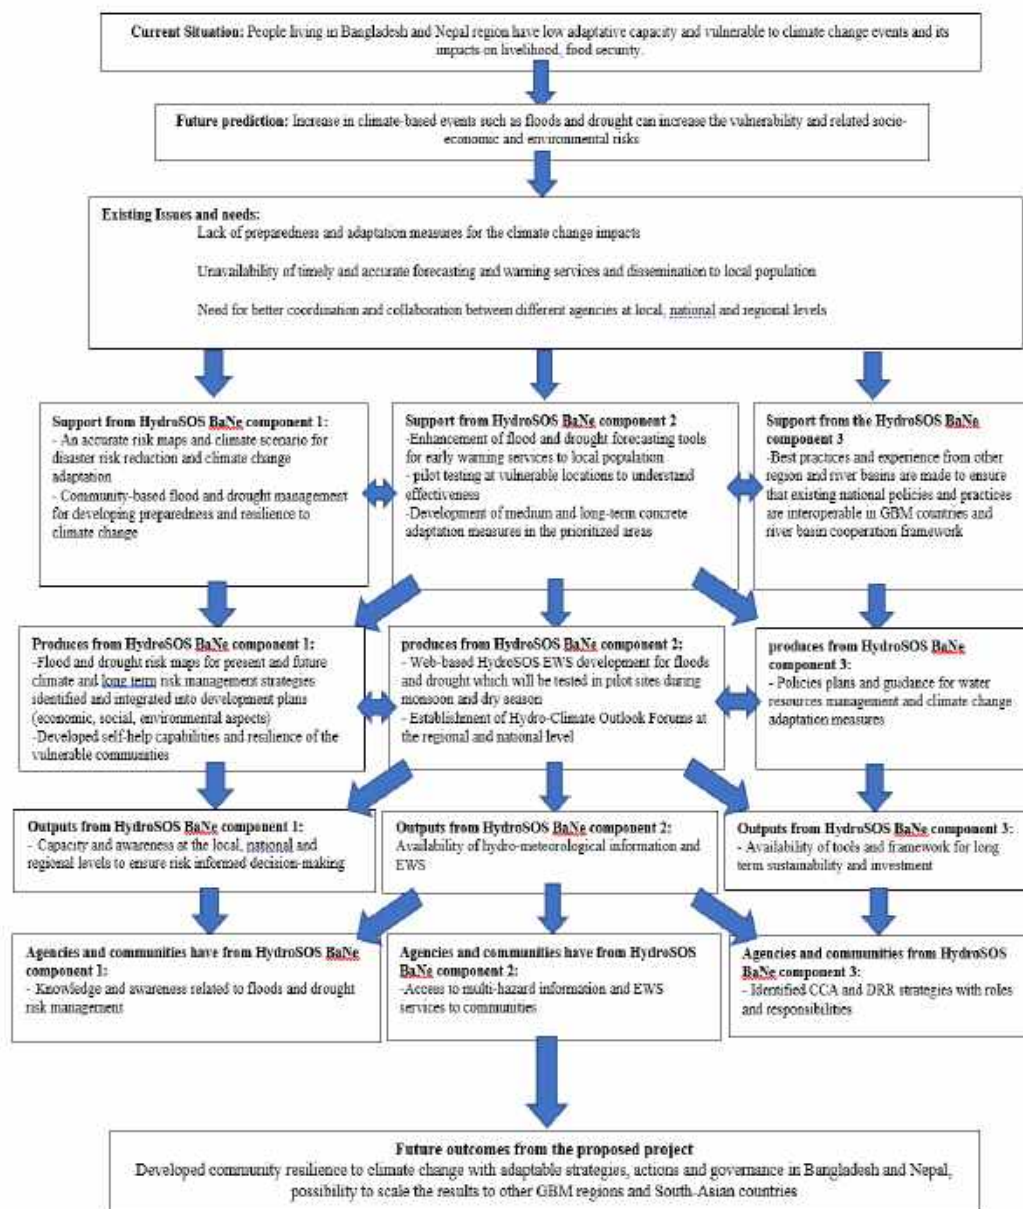 Current Situation: People living in Bangladesh and Nepal region have low adaptative capacity and vulnerable to climate change events and its
impacts on livelihood, food security.
Future prediction: Increase in climate-based events such as floods and drought can increase the vulnerability and related socio-
economic and environmental risks
Existing Issues and needs:
Lack of preparedness and adaptation measures for the climate change impacts
Unavailability of timely and accurate forecasting and warning services and dissemination to local population
Need for better coordination and collaboration between different agencies at local, national and regional levels
Support from HydroSOS BaNe component 1:
- An accurate risk maps and climate scenario for
disaster risk reduction and climate change
adaptation
- Community-based flood and drought management
for developing preparedness and resilience to
climate change
Support from HydroSOS BaNe component 2
-Enhancement of flood and drought forecasting tools
for early warning services to local population
- pilot testing at vulnerable locations to understand
effectiveness
-Development of medium and long-term concrete
adaptation measures in the prioritized areas
Support from the HydroSOS BaNe
component 3
-Best practices and experience from other
region and river basins are made to ensure
that existing national policies and practices
are interoperable in GBM countries and
river basin cooperation framework
Produces from HydroSOS BaNe component 1:
-Flood and drought risk maps for present and future
climate and long term risk management strategies
identified and integrated into development plans
(economic, social, environmental aspects)
-Developed self-help capabilities and resilience of the
vulnerable communities
produces from HydroSOS BaNe component 2:
- Web-based HydroSOS EWS development for floods
and drought which will be tested in pilot sites during
monsoon and dry season
- Establishment of Hydro-Climate Outlook Forums at
the regional and national level
produces from HydroSOS BaNe
component 3:
- Policies plans and guidance for water
resources management and climate change
adaptation measures
Outputs from HydroSOS BaNe component 1:
- Capacity and awareness at the local, national and
regional levels to ensure risk informed decision-making
Outputs from HydroSOS BaNe component 2:
Availability of hydro-meteorological information and
EWS
Outputs from HydroSOS BaNe component 3:
- Availability of tools and framework for long
term sustainability and investment
Agencies and communities have from HydroSOS BaNe
component 1:
- Knowledge and awareness related to floods and drought
risk management
Agencies and communities have from HydroSOS
BaNe component 2:
-Access to multi-hazard information and EWS
services to communities
Agencies and communities from HydroSOS
BaNe component 3:
- Identified CCA and DRR strategies with roles
and responsibilities
Future outcomes from the proposed project
Developed community resilience to climate change with adaptable strategies, actions and governance in Bangladesh and Nepal,
possibility to scale the results to other GBM regions and South-Asian countries